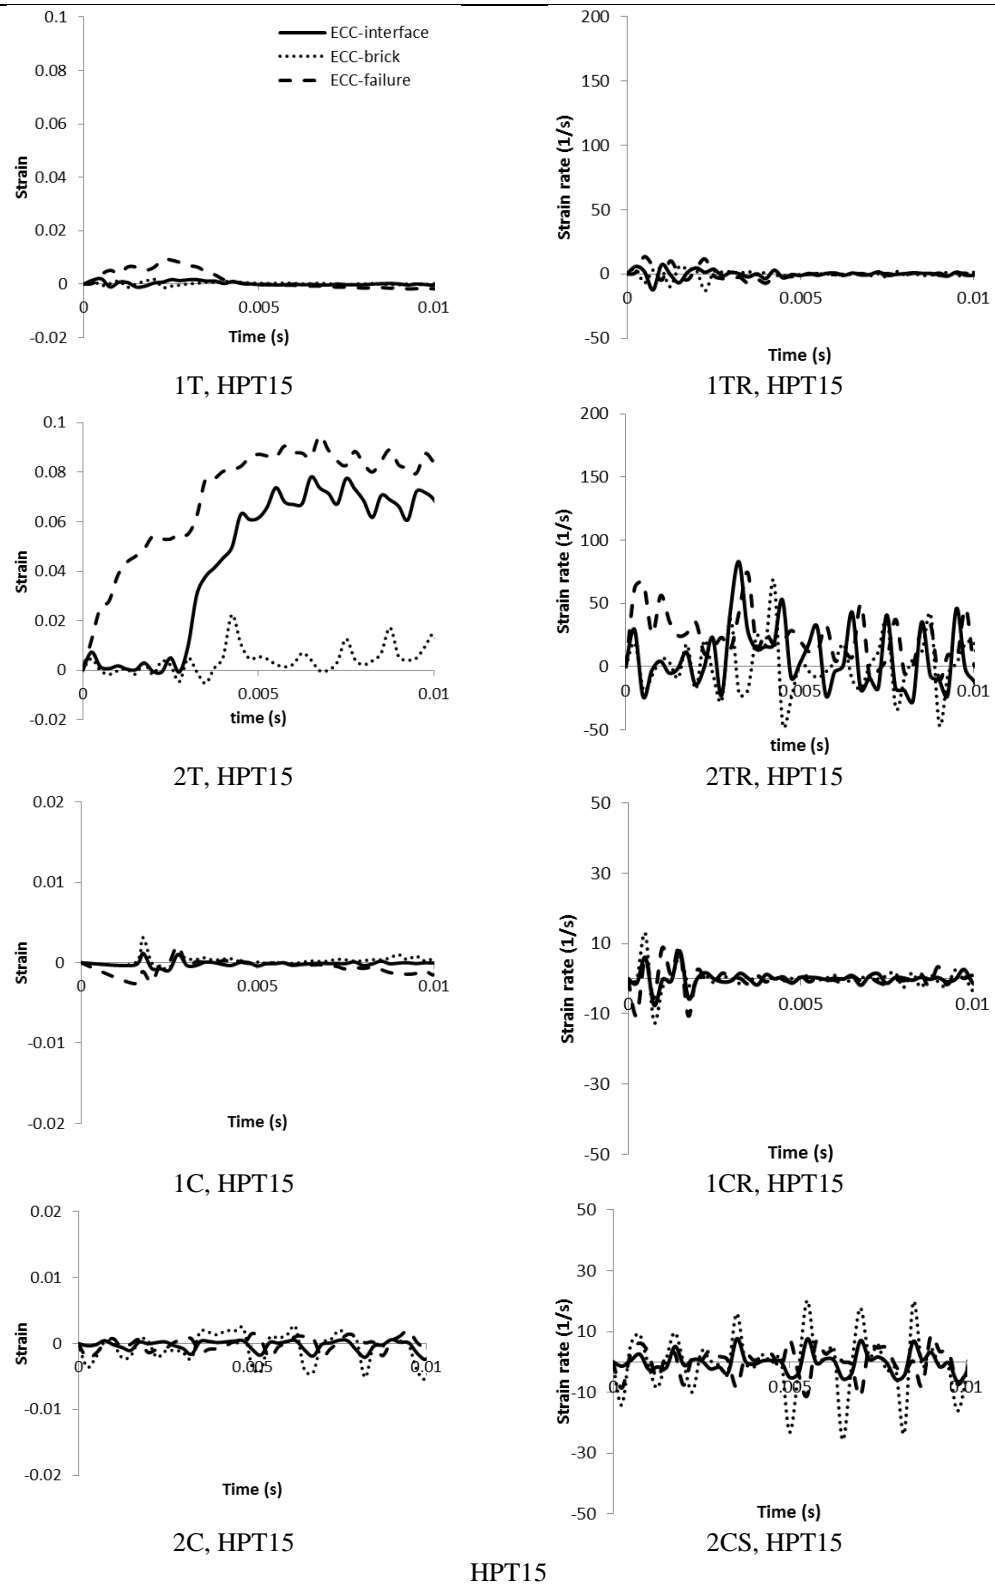 0.1
0.08
0.06
0.04
0.02
0
-0.02
Strain
0
0.005
0.01
Time (s)
ECC-interface
ECC-brick
ECC-failure
1T, HPT15
200
150
100
50
0
-50
Strain rate (1/s)
0
0.005
0.01
Time (s)
1TR, HPT15
0.1
0.08
0.06
0.04
0.02
0
-0.02
Strain
0
0.005
0.01
time (s)
2T, HPT15
200
150
100
50
0
-50
Strain rate (1/s)
0
0.005
0.01
time (s)
2TR, HPT15
0.02
0.01
0
-0.01
-0.02
Strain
0
0.005
0.01
Time (s)
1C, HPT15
50
30
10
-10
-30
-50
Strain rate (1/s)
0
0.005
0.01
Time (s)
1CR, HPT15
0.02
0.01
0
-0.01
-0.02
Strain
0
0.005
0.01
Time (s)
2C, HPT15
50
30
10
-10
-30
-50
Strain rate (1/s)
0
0.005
0.01
Time (s)
2CS, HPT15
HPT15